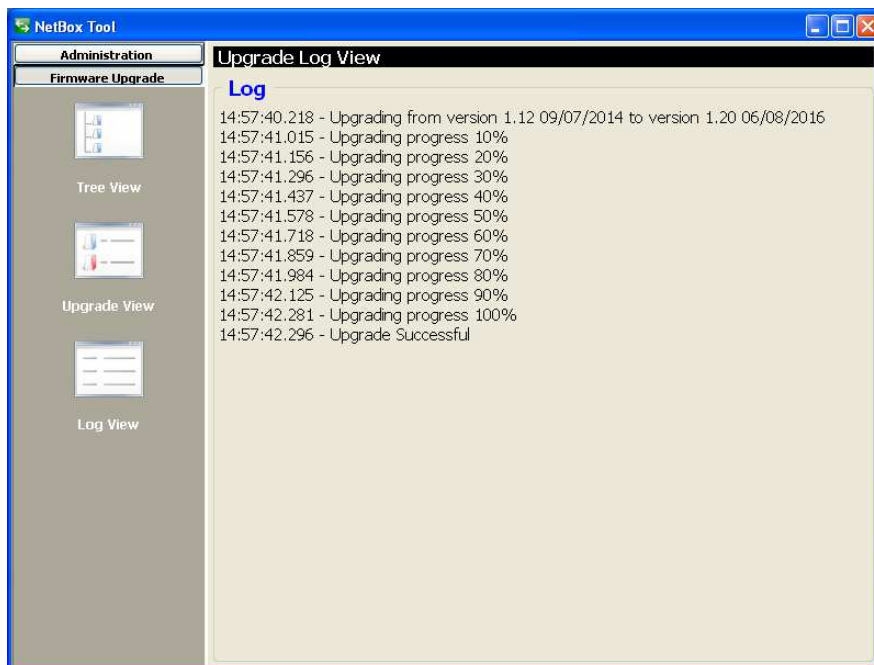 NetBox Tool
Administration
Firmware Upgrade
Tree View
Upgrade View
Log View
Upgrade Log View
Log
14:57:40.218 - Upgrading from version 1.12 09/07/2014 to version 1.20 06/08/2016
14:57:41.015 - Upgrading progress 10%
14:57:41.156 - Upgrading progress 20%
14:57:41.296 - Upgrading progress 30%
14:57:41.437 - Upgrading progress 40%
14:57:41.578 - Upgrading progress 50%
14:57:41.718 - Upgrading progress 60%
14:57:41.859 - Upgrading progress 70%
14:57:41.984 - Upgrading progress 80%
14:57:42.125 - Upgrading progress 90%
14:57:42.281 - Upgrading progress 100%
14:57:42.296 - Upgrade Successful